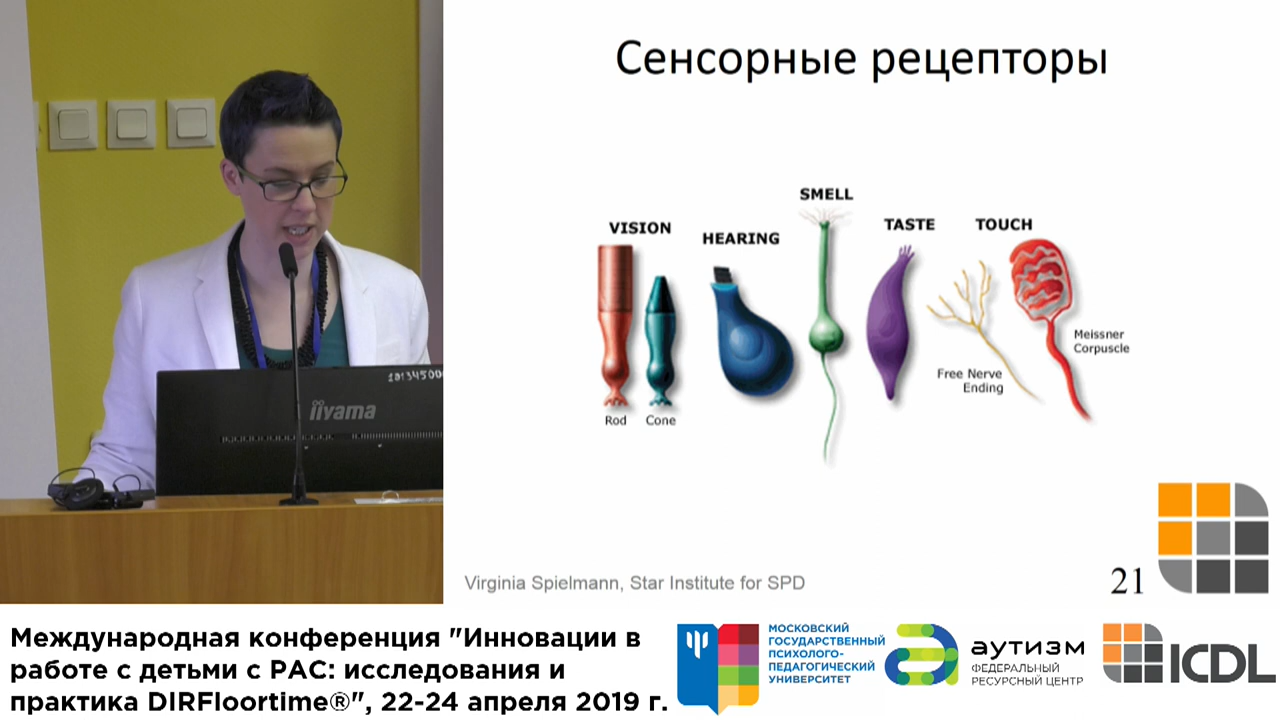 Сенсорные рецепторы
SMELL
VISION
HEARING
TASTE
TOUCH
Meissner
Corpuscle
Free Nerve
Ending
Rod
Cone
iiyama
Virginia Spielmann, Star Institute for SPD
21
Международная конференция "Инновации в
работе с детьми с РАС: исследования и
практика DIRFloortime®", 22-24 апреля 2019 г.
МОСКОВСКИЙ
ГОСУДАРСТВЕННЫЙ
ПСИХОЛОГО-
ПЕДАГОГИЧЕСКИЙ
УНИВЕРСИТЕТ
аутизм
ФЕДЕРАЛЬНЫЙ
РЕСУРСНЫЙ ЦЕНТР
ICDL